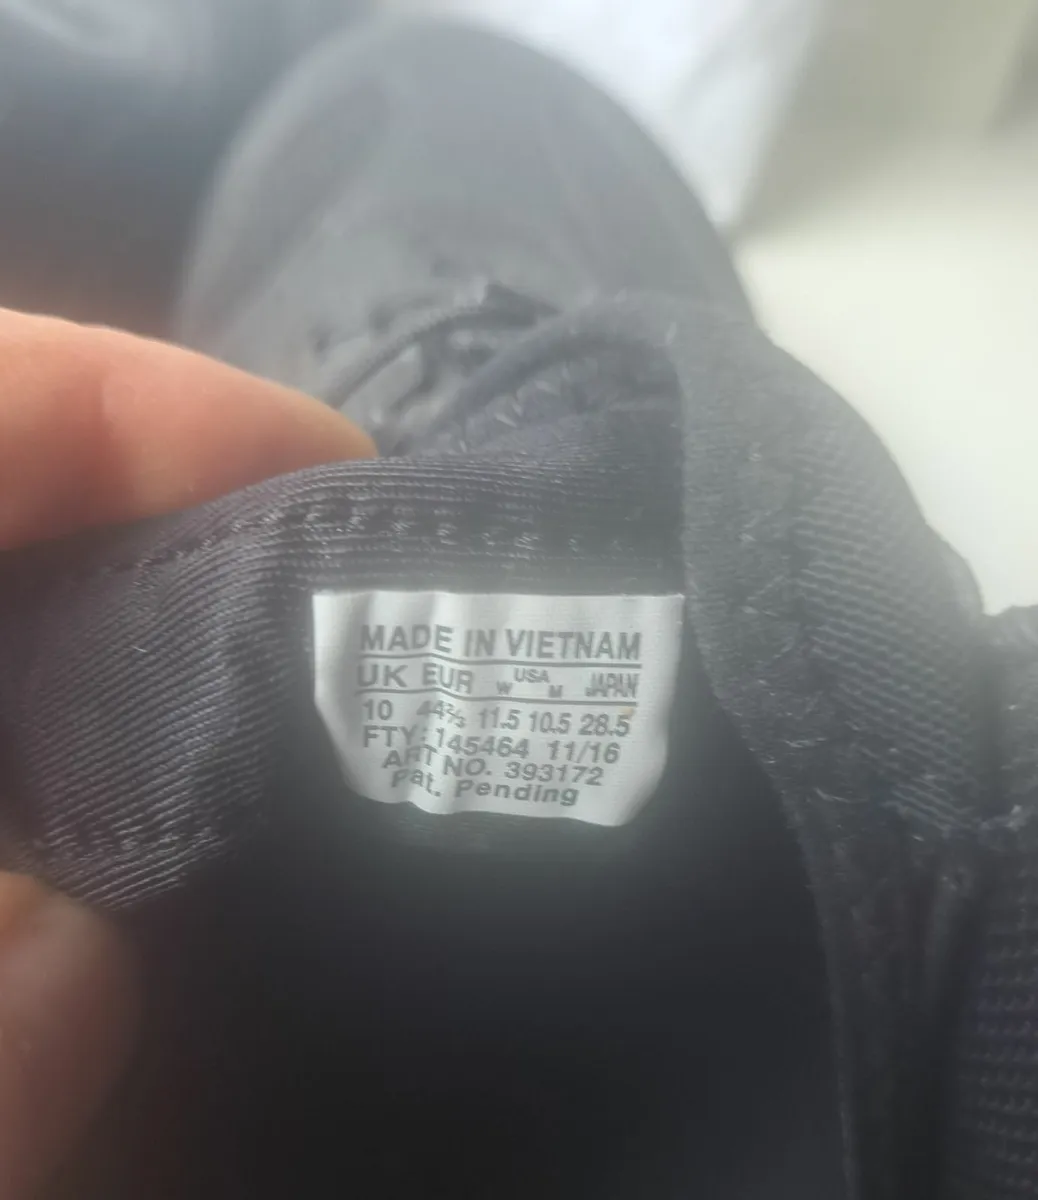 MADE IN VIETNAM
UK EUR W USA M JAPAN
10 44⅔ 11.5 10.5 28.5
FTY: 145464 11/16
ART NO. 393172
Pat. Pending